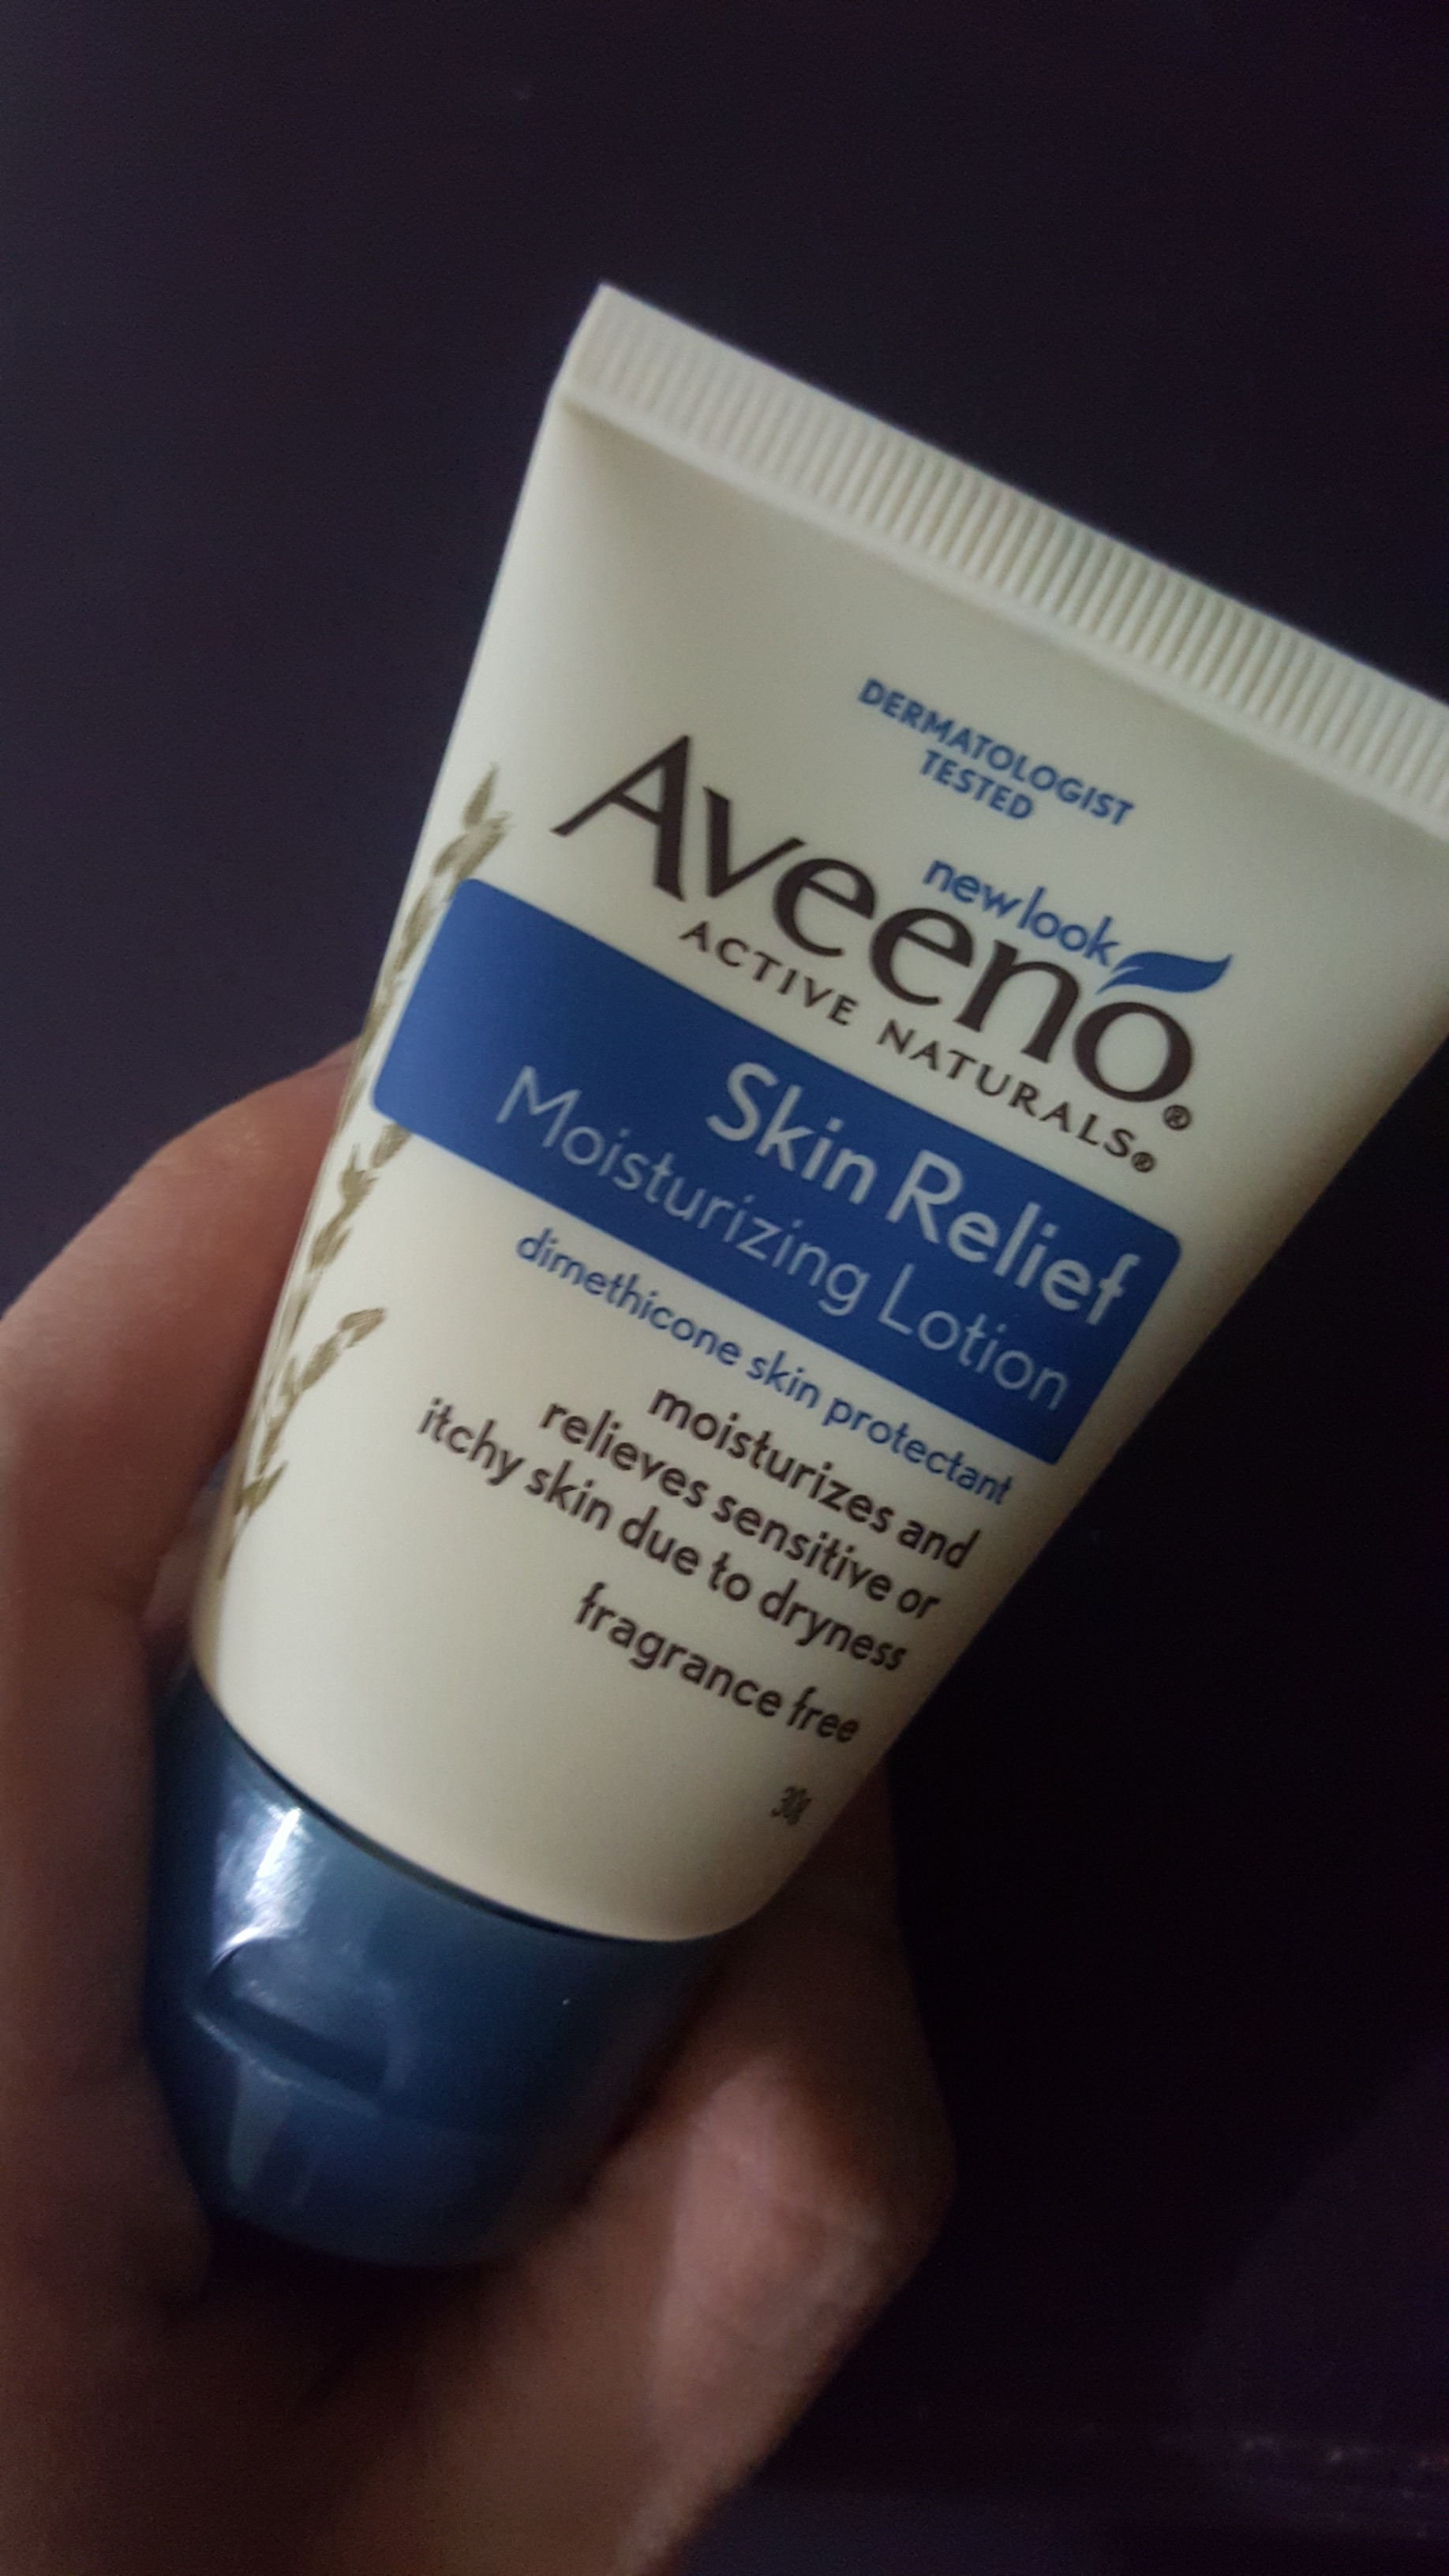 DERMATOLOGIST
TESTED
new look
Aveeno®
ACTIVE NATURALS®
Skin Relief
Moisturizing Lotion
dimethicone skin protectant
moisturizes and
relieves sensitive or
itchy skin due to dryness
fragrance free
30g